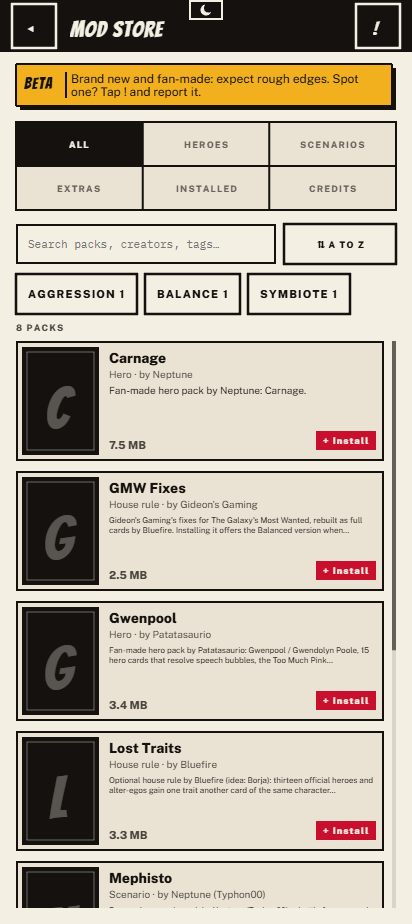 ◂
MOD STORE
!
BETA
Brand new and fan-made: expect rough edges. Spot
one? Tap ! and report it.
ALL
HEROES
SCENARIOS
EXTRAS
INSTALLED
CREDITS
Search packs, creators, tags…
⇅ A TO Z
AGGRESSION 1
BALANCE 1
SYMBIOTE 1
8 PACKS
C
Carnage
Hero · by Neptune
Fan-made hero pack by Neptune: Carnage.
7.5 MB
+ Install
G
GMW Fixes
House rule · by Gideon's Gaming
Gideon's Gaming's fixes for The Galaxy's Most Wanted, rebuilt as full
cards by Bluefire. Installing it offers the Balanced version when…
2.5 MB
+ Install
G
Gwenpool
Hero · by Patatasaurio
Fan-made hero pack by Patatasaurio: Gwenpool / Gwendolyn Poole, 15
hero cards that resolve speech bubbles, the Too Much Pink…
3.4 MB
+ Install
L
Lost Traits
House rule · by Bluefire
Optional house rule by Bluefire (idea: Borja): thirteen official heroes and
alter-egos gain one trait another card of the same character…
3.3 MB
+ Install
Mephisto
Scenario · by Neptune (Typhon00)